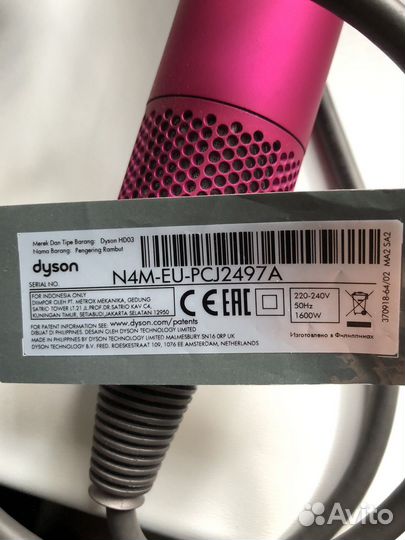 Merek Dan Tipe Barang: Dyson HD03
Nama Barang: Pengering Rambut
dyson
SERIAL NO.
N4M-EU-PCJ2497A
FOR INDONESIA ONLY
DIIMPOR OLEH PT. METROX MEKANIKA, GEDUNG
SATRIO TOWER LT.21 JL.PROF.DR.SATRIO KAV C4,
KUNINGAN TIMUR, SETIABUDI,JAKARTA SELATAN 12950
CE EAC
220-240V
50Hz
1600W
www.dyson.com/patents
DIBUAT DI PHILIPPINES. DESAIN OLEH DYSON TECHNOLOGY LIMITED
Изготовлено в Филиппинах
MADE IN PHILIPPINES BY DYSON TECHNOLOGY LIMITED MALMESBURY SN16 0RP UK
DYSON TECHNOLOGY B.V. FRED. ROESKESTRAAT 109, 1076 EE AMSTERDAM, NETHERLANDS
370918-64/02 MA2 SA2
Avito